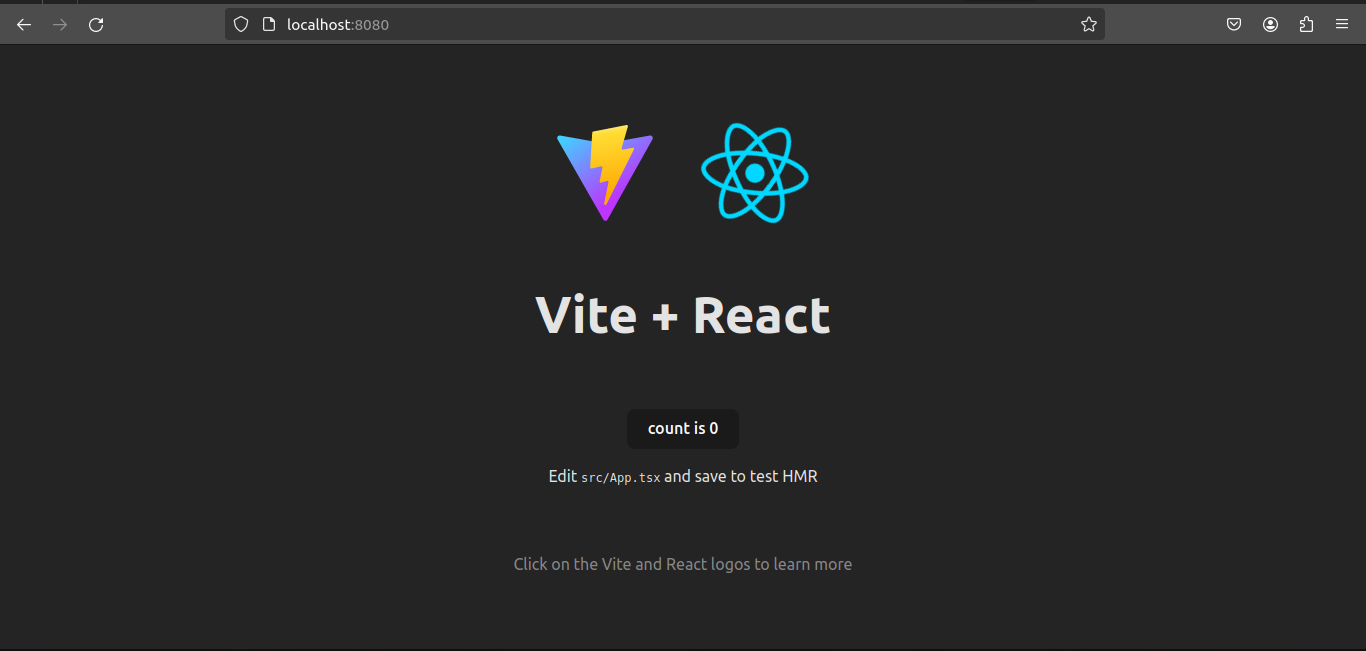 localhost:8080
Vite + React
count is 0
Edit src/App.tsx and save to test HMR
Click on the Vite and React logos to learn more